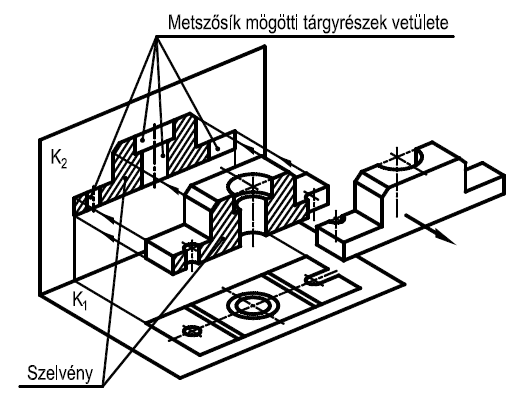 Metszősík mögötti tárgyrészek vetülete
K2
K1
Szelvény